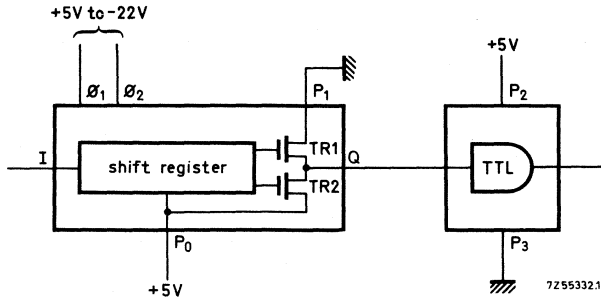 +5V to -22V
Ø1 Ø2
P1
+5V
P2
I
shift register
TR1
Q
TTL
TR2
P0
P3
+5V
7Z55332.1